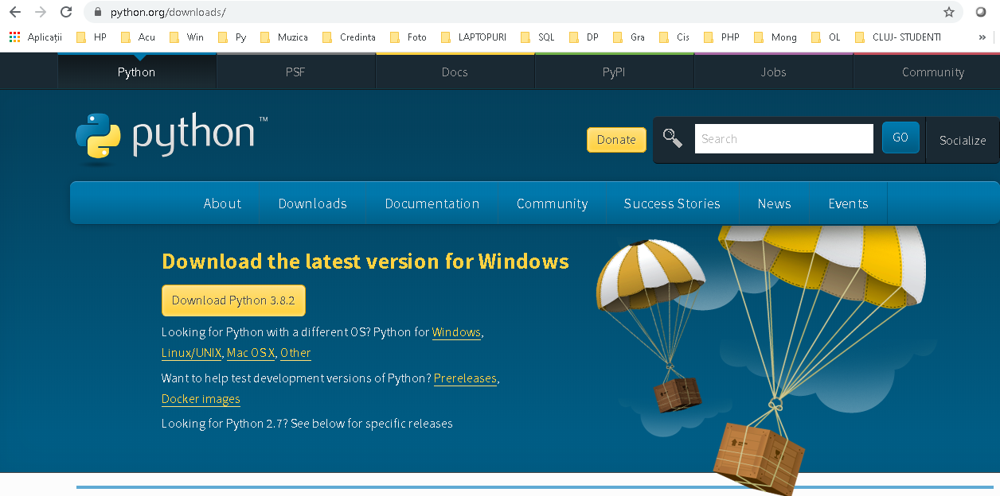 python.org/downloads/
Aplicații HP Acu Win Py Muzica Credinta Foto LAPTOPURI SQL DP Gra Cis PHP Mong OL CLUJ- STUDENTI »
Python PSF Docs PyPI Jobs Community
python™
Donate Search GO Socialize
About Downloads Documentation Community Success Stories News Events
Download the latest version for Windows
Download Python 3.8.2
Looking for Python with a different OS? Python for Windows,
Linux/UNIX, Mac OS X, Other
Want to help test development versions of Python? Prereleases,
Docker images
Looking for Python 2.7? See below for specific releases